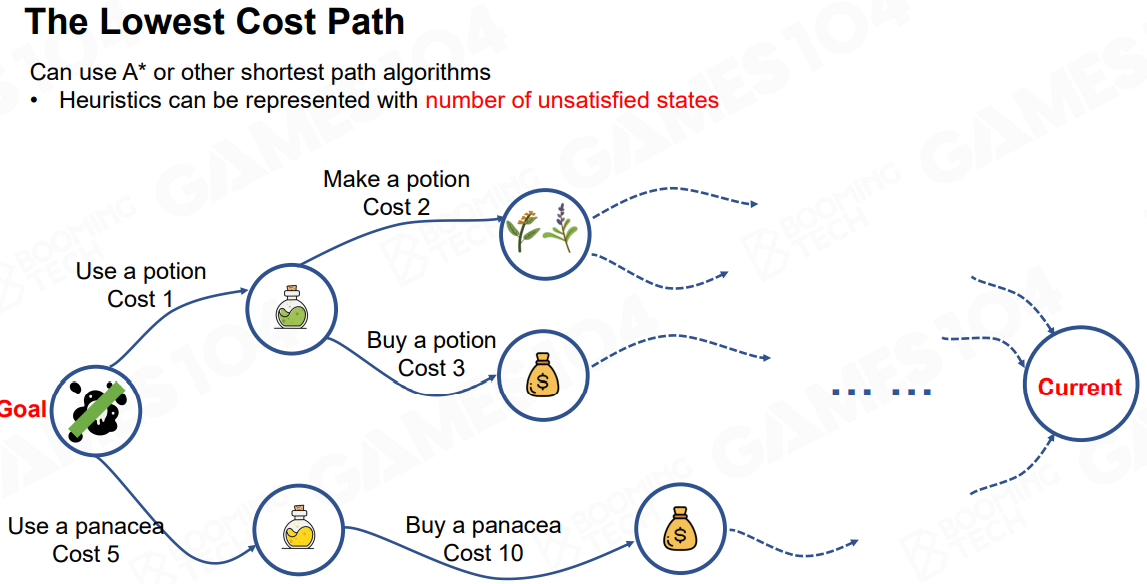 The Lowest Cost Path
Can use A* or other shortest path algorithms
• Heuristics can be represented with number of unsatisfied states
Make a potion
Cost 2
Use a potion
Cost 1
Buy a potion
Cost 3
Goal
... ...
Current
Use a panacea
Cost 5
Buy a panacea
Cost 10
$
$
BOOMING
TECH
GAMES104